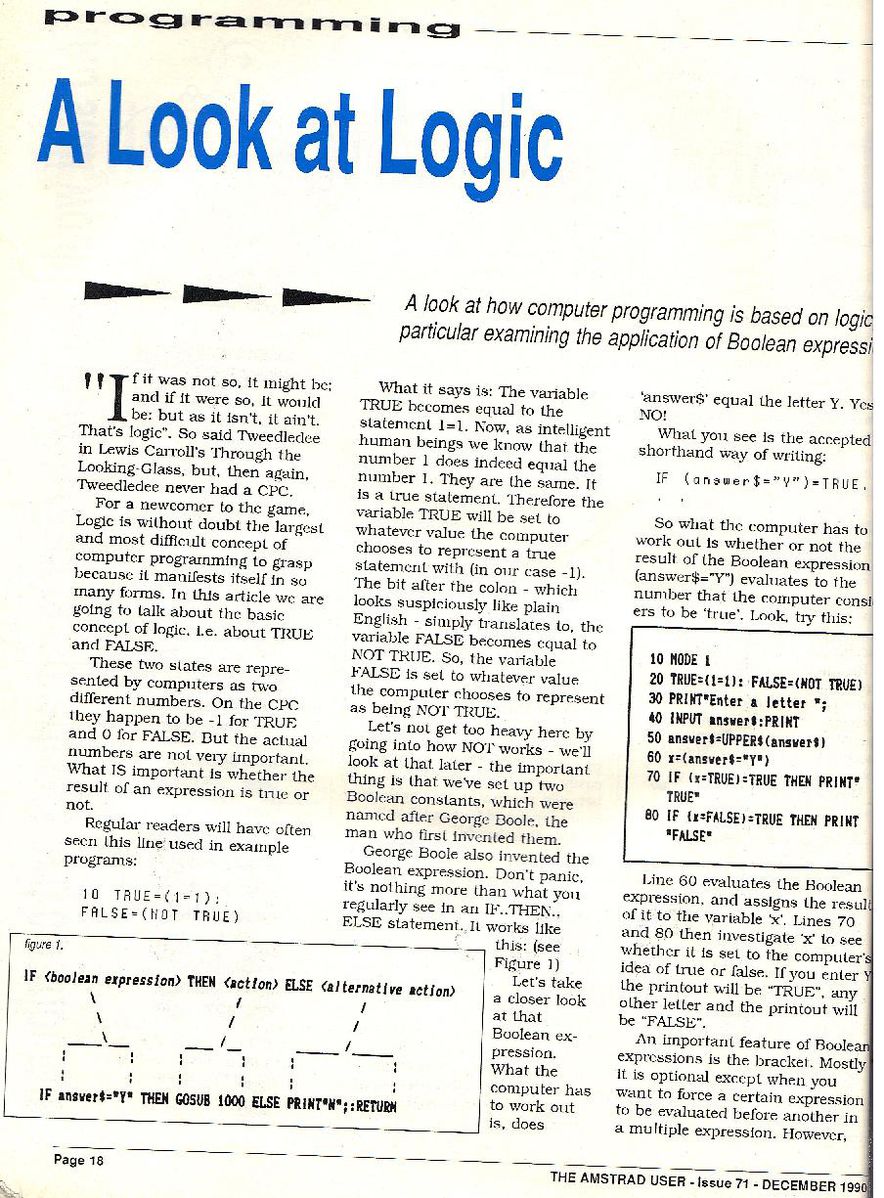 programming
A Look at Logic
A look at how computer programming is based on logic
particular examining the application of Boolean expressi
"If it was not so, it might be;
and if it were so, it would
be: but as it isn't, it ain't.
That's logic". So said Tweedledee
in Lewis Carroll's Through the
Looking-Glass, but, then again,
Tweedledee never had a CPC.
For a newcomer to the game,
Logic is without doubt the largest
and most difficult concept of
computer programming to grasp
because it manifests itself in so
many forms. In this article we are
going to talk about the basic
concept of logic, i.e. about TRUE
and FALSE.
These two states are repre-
sented by computers as two
different numbers. On the CPC
they happen to be -1 for TRUE
and 0 for FALSE. But the actual
numbers are not very important.
What IS important is whether the
result of an expression is true or
not.
Regular readers will have often
seen this line used in example
programs:
10 TRUE=(1=1):
FALSE=(NOT TRUE)
What it says is: The variable
TRUE becomes equal to the
statement 1=1. Now, as intelligent
human beings we know that the
number 1 does indeed equal the
number 1. They are the same. It
is a true statement. Therefore the
variable TRUE will be set to
whatever value the computer
chooses to represent a true
statement with (in our case -1).
The bit after the colon - which
looks suspiciously like plain
English - simply translates to, the
variable FALSE becomes equal to
NOT TRUE. So, the variable
FALSE is set to whatever value
the computer chooses to represent
as being NOT TRUE.
Let's not get too heavy here by
going into how NOT works - we'll
look at that later - the important
thing is that we've set up two
Boolean constants, which were
named after George Boole, the
man who first invented them.
George Boole also invented the
Boolean expression. Don't panic,
it's nothing more than what you
regularly see in an IF..THEN..
ELSE statement. It works like
this: (see
Figure 1)
Let's take
a closer look
at that
Boolean ex-
pression.
What the
computer has
to work out
is, does
figure 1.
IF <boolean expression> THEN <action> ELSE <alternative action>
IF answer$="Y" THEN GOSUB 1000 ELSE PRINT"N";:RETURN
'answer$' equal the letter Y. Yes
NO!
What you see is the accepted
shorthand way of writing:
IF (answer$="Y")=TRUE.
. .
So what the computer has to
work out is whether or not the
result of the Boolean expression
(answer$="Y") evaluates to the
number that the computer consi
ers to be 'true'. Look, try this:
10 MODE 1
20 TRUE=(1=1): FALSE=(NOT TRUE)
30 PRINT"Enter a letter ";
40 INPUT answer$:PRINT
50 answer$=UPPER$(answer$)
60 x=(answer$="Y")
70 IF (x=TRUE)=TRUE THEN PRINT"
TRUE"
80 IF (x=FALSE)=TRUE THEN PRINT
"FALSE"
Line 60 evaluates the Boolean
expression, and assigns the resul
of it to the variable 'x'. Lines 70
and 80 then investigate 'x' to see
whether it is set to the computer's
idea of true or false. If you enter Y
the printout will be "TRUE", any
other letter and the printout will
be "FALSE".
An important feature of Boolean
expressions is the bracket. Mostly
it is optional except when you
want to force a certain expression
to be evaluated before another in
a multiple expression. However,
Page 18
THE AMSTRAD USER - Issue 71 - DECEMBER 1990